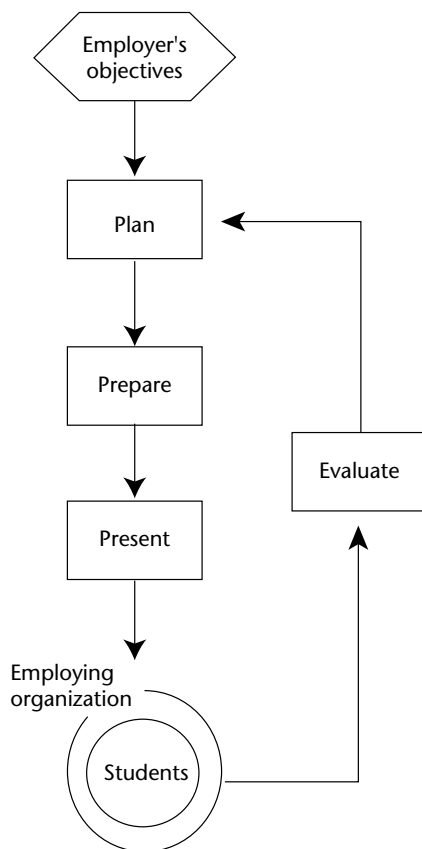 Employer's
objectives
Plan
Prepare
Present
Evaluate
Employing
organization
Students